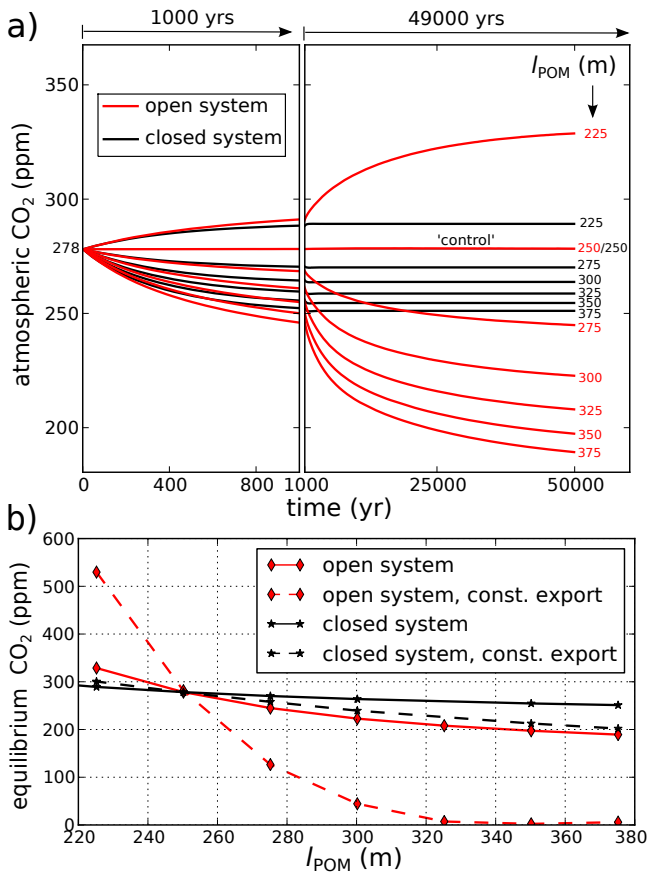 a)
1000 yrs
49000 yrs
l_POM (m)
open system
closed system
atmospheric CO₂ (ppm)
350
300
278
250
200
225
225
'control'
250/250
275
300
325
350
375
275
300
325
350
375
0
400
800
1000
25000
50000
time (yr)
b)
open system
open system, const. export
closed system
closed system, const. export
equilibrium CO₂ (ppm)
600
500
400
300
200
100
0
220
240
260
280
300
320
340
360
380
l_POM (m)